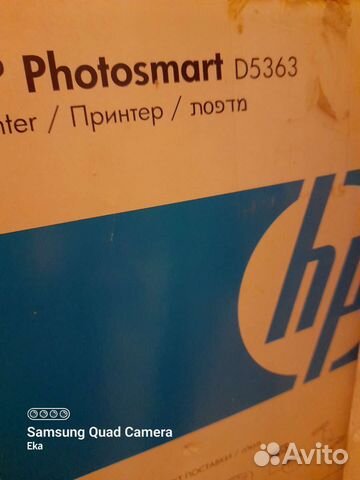 P Photosmart D5363
nter / Принтер / מדפסת
hp
Samsung Quad Camera
Eka
Avito